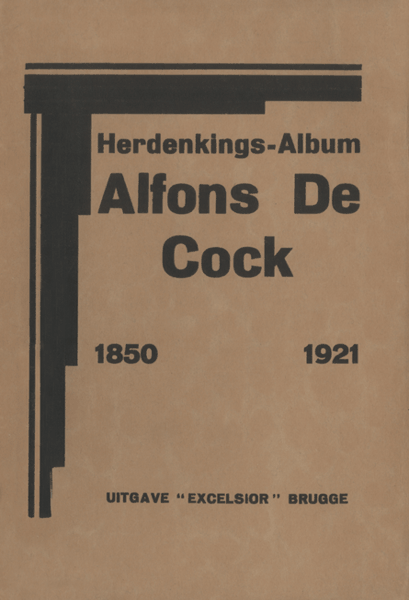 Herdenkings-Album
Alfons De
Cock
1850 1921
UITGAVE "EXCELSIOR" BRUGGE